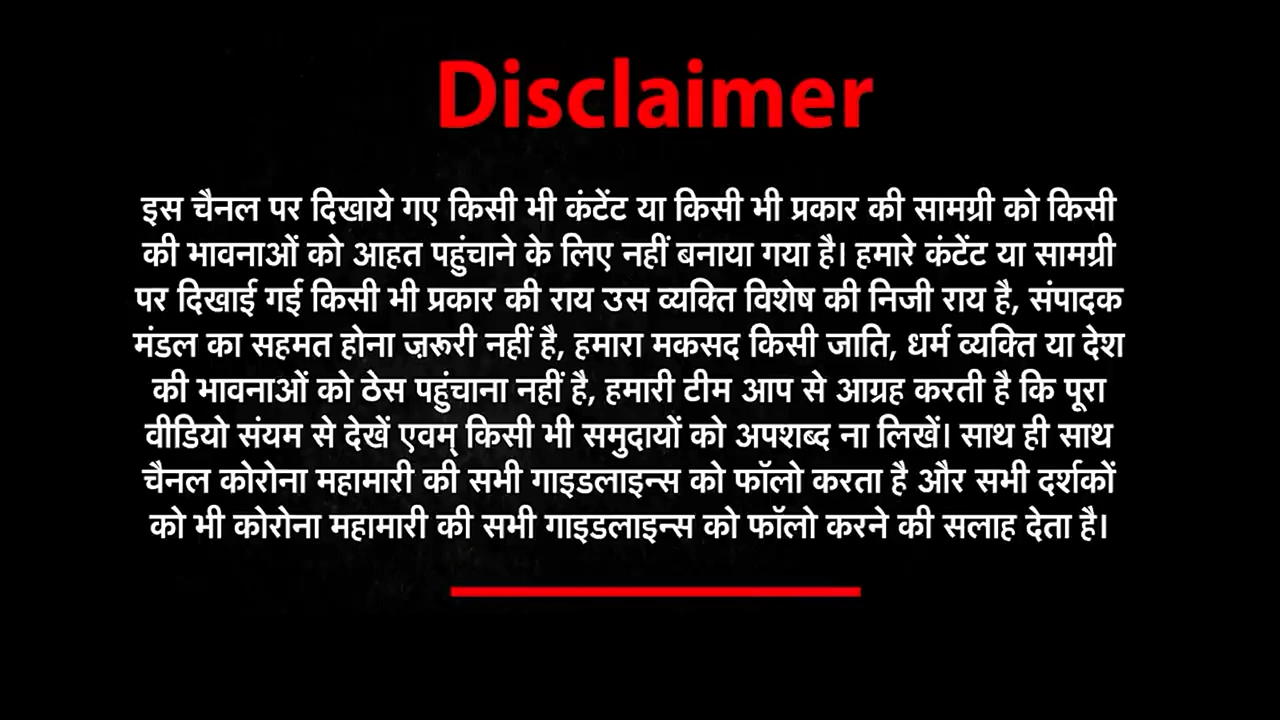 Disclaimer
इस चैनल पर दिखाये गए किसी भी कंटेंट या किसी भी प्रकार की सामग्री को किसी
की भावनाओं को आहत पहुंचाने के लिए नहीं बनाया गया है। हमारे कंटेंट या सामग्री
पर दिखाई गई किसी भी प्रकार की राय उस व्यक्ति विशेष की निजी राय है, संपादक
मंडल का सहमत होना ज़रूरी नहीं है, हमारा मकसद किसी जाति, धर्म व्यक्ति या देश
की भावनाओं को ठेस पहुंचाना नहीं है, हमारी टीम आप से आग्रह करती है कि पूरा
वीडियो संयम से देखें एवम् किसी भी समुदायों को अपशब्द ना लिखें। साथ ही साथ
चैनल कोरोना महामारी की सभी गाइडलाइन्स को फॉलो करता है और सभी दर्शकों
को भी कोरोना महामारी की सभी गाइडलाइन्स को फॉलो करने की सलाह देता है।